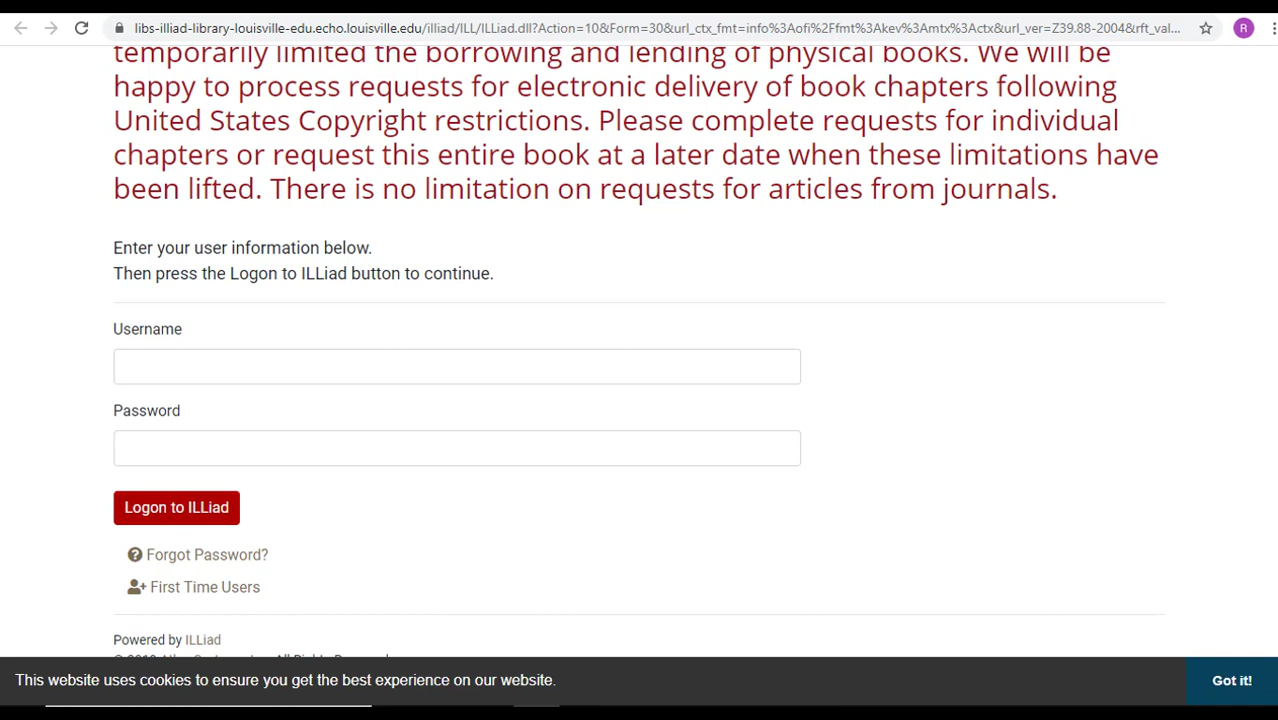 libs-illiad-library-louisville-edu.echo.louisville.edu/illiad/ILL/ILLiad.dll?Action=10&Form=30&url_ctx_fmt=info%3Aofi%2Ffmt%3Akev%3Amtx%3Actx&url_ver=Z39.88-2004&rft_val... R
temporarily limited the borrowing and lending of physical books. We will be
happy to process requests for electronic delivery of book chapters following
United States Copyright restrictions. Please complete requests for individual
chapters or request this entire book at a later date when these limitations have
been lifted. There is no limitation on requests for articles from journals.
Enter your user information below.
Then press the Logon to ILLiad button to continue.
Username
Password
Logon to ILLiad
Forgot Password?
First Time Users
Powered by ILLiad
This website uses cookies to ensure you get the best experience on our website. Got it!